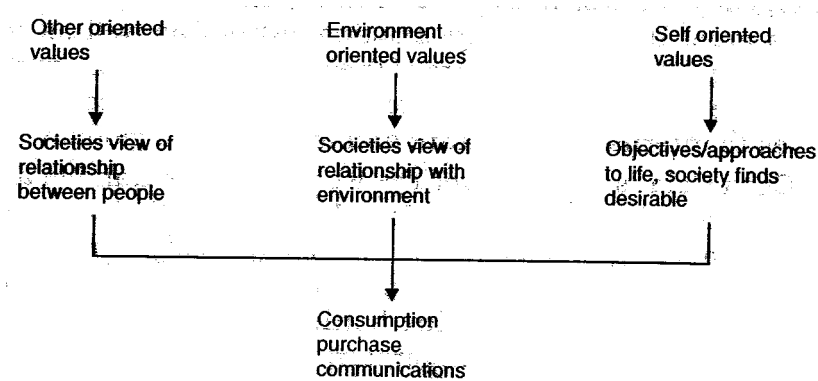 Other oriented
values
Environment
oriented values
Self oriented
values
Societies view of
relationship
between people
Societies view of
relationship with
environment
Objectives/approaches
to life, society finds
desirable
Consumption
purchase
communications